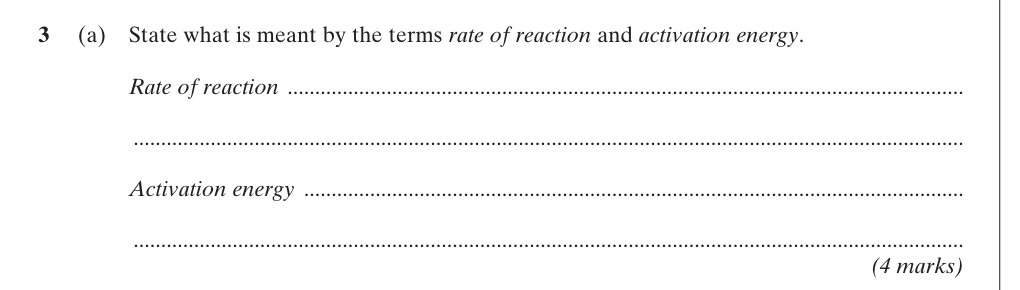 3 (a) State what is meant by the terms rate of reaction and activation energy.
Rate of reaction ..............................................................................................................................
..........................................................................................................................................................
Activation energy ...........................................................................................................................
..........................................................................................................................................................
(4 marks)